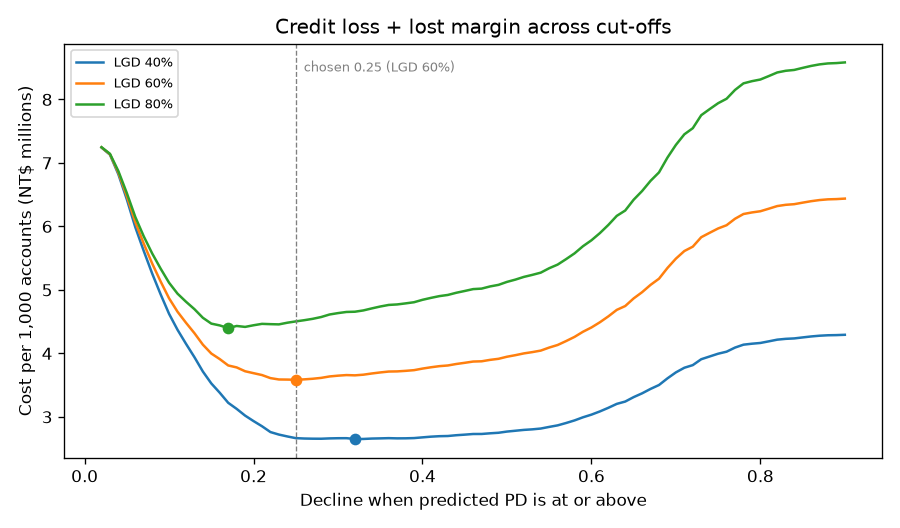 Credit loss + lost margin across cut-offs
LGD 40%
LGD 60%
LGD 80%
chosen 0.25 (LGD 60%)
Cost per 1,000 accounts (NT$ millions)
8
7
6
5
4
3
0.0 0.2 0.4 0.6 0.8
Decline when predicted PD is at or above